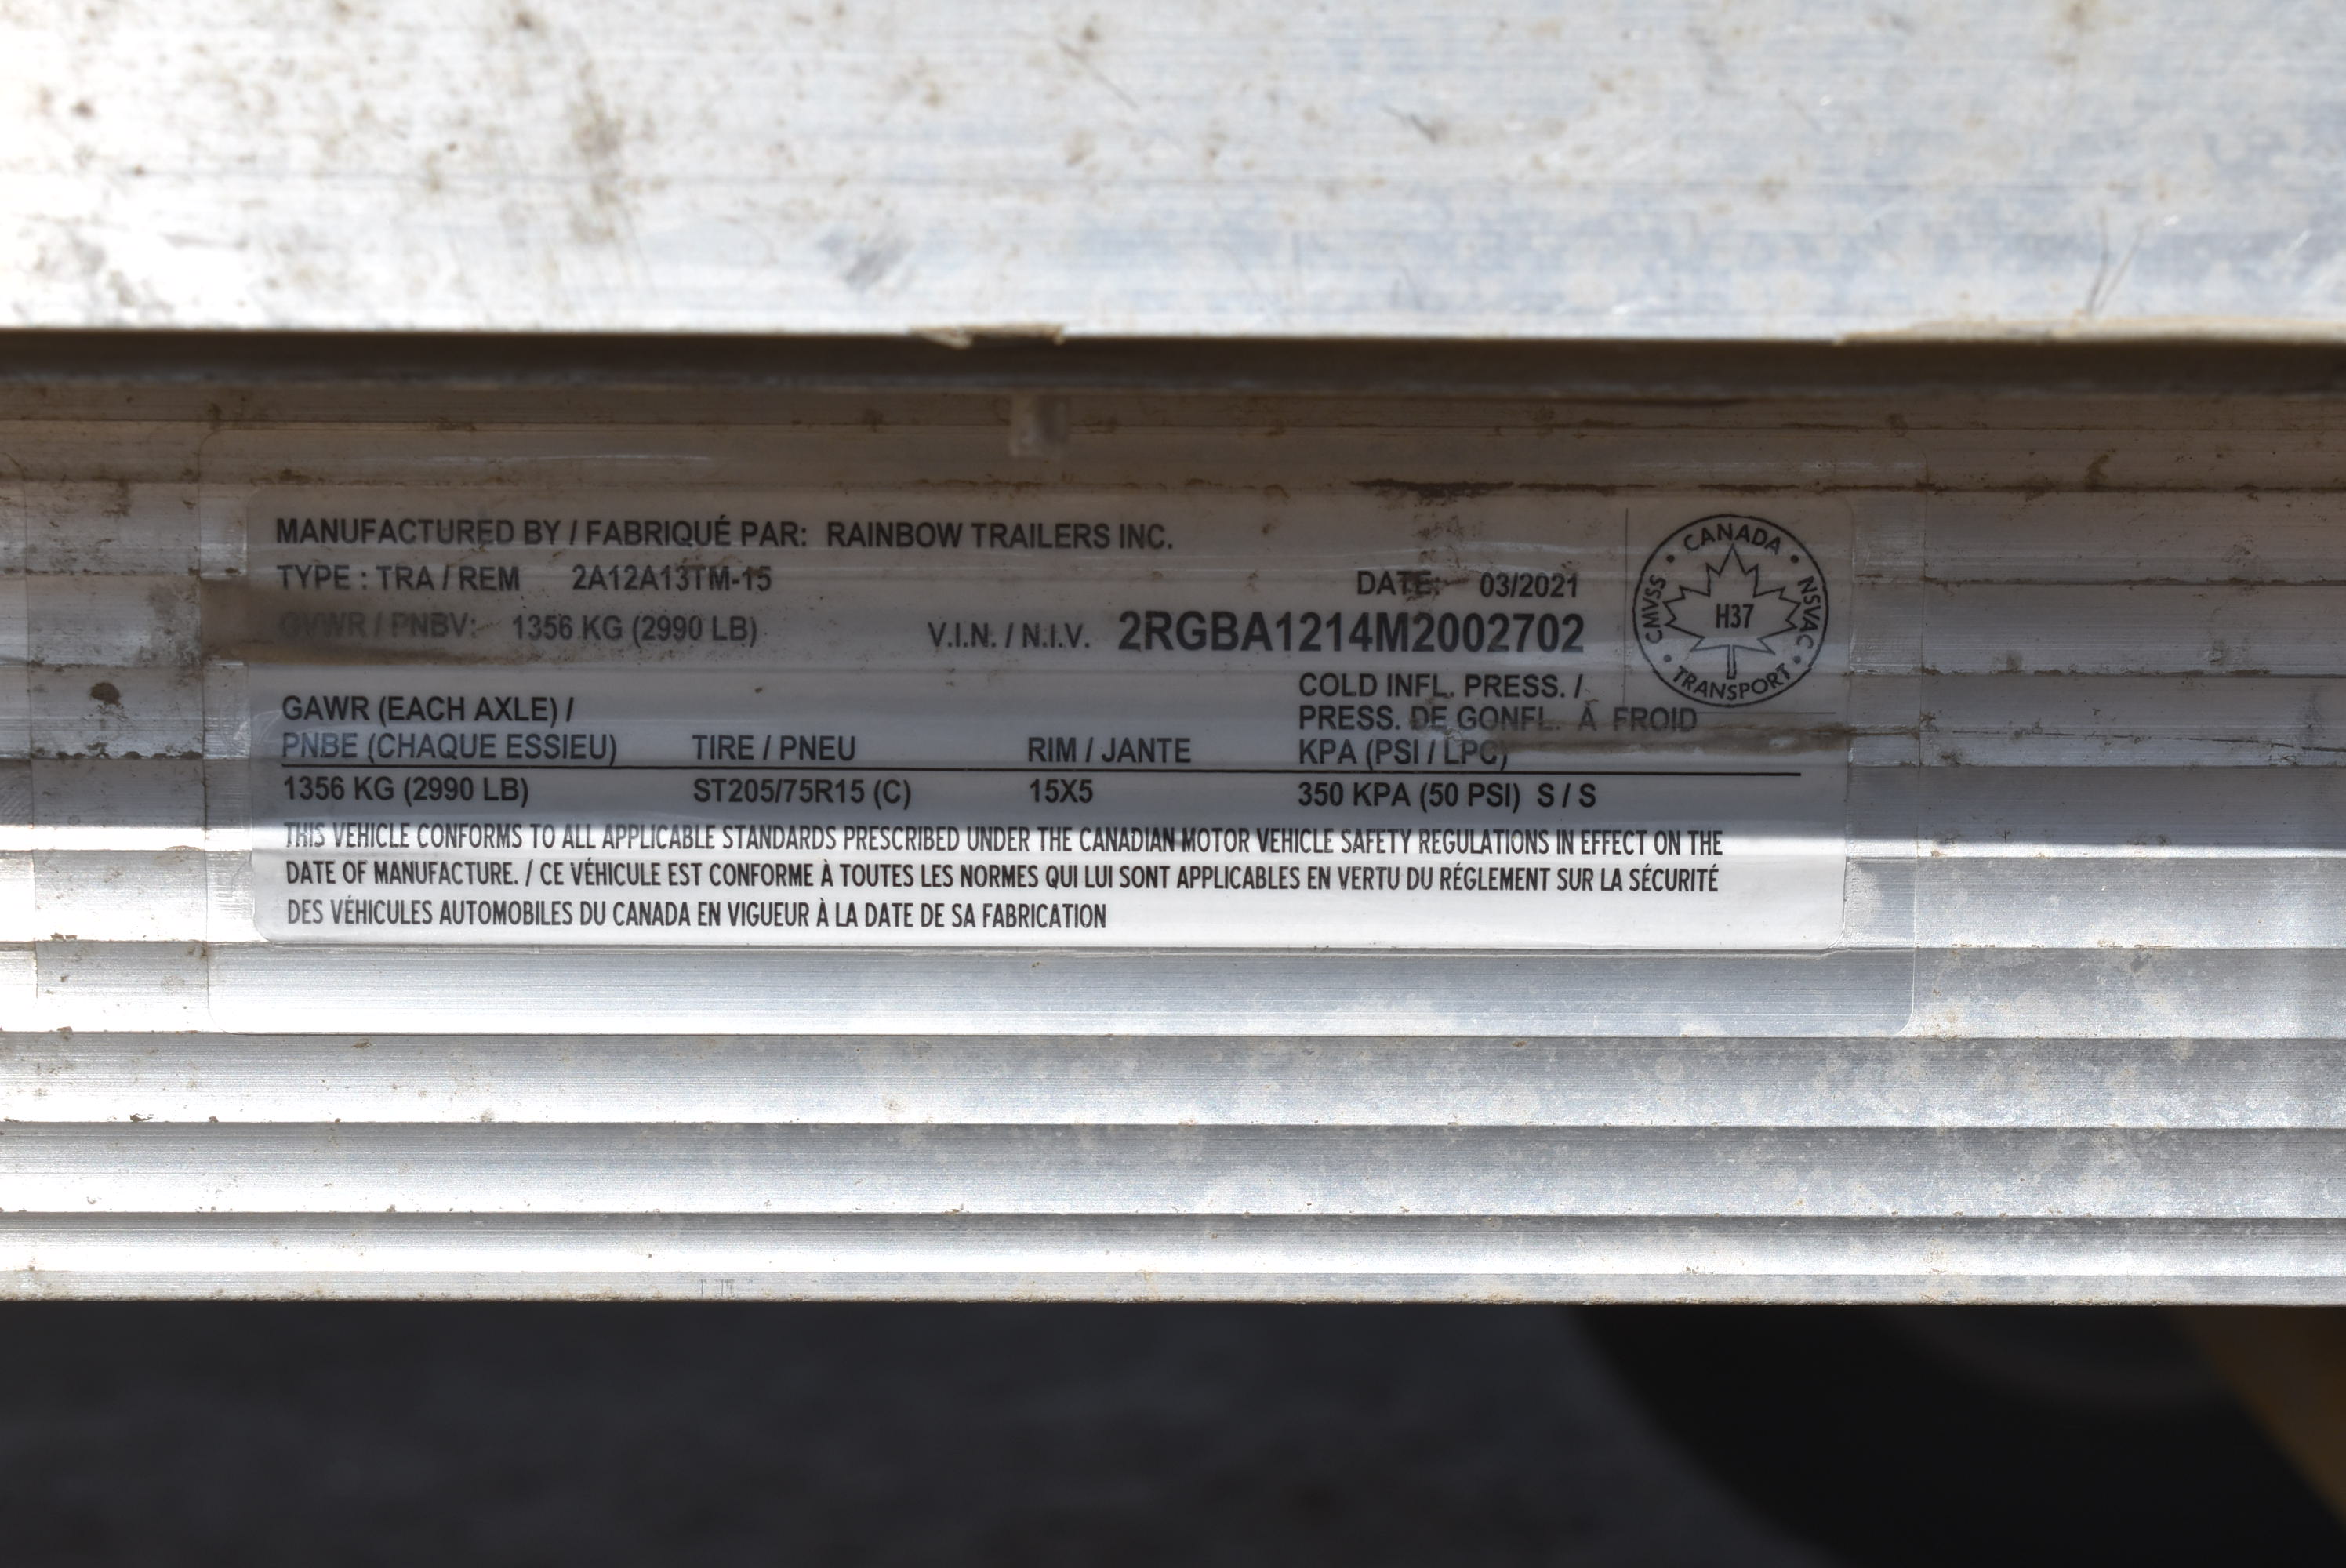 MANUFACTURED BY / FABRIQUÉ PAR: RAINBOW TRAILERS INC.
TYPE : TRA / REM 2A12A13TM-15 DATE: 03/2021
GVWR / PNBV: 1356 KG (2990 LB) V.I.N. / N.I.V. 2RGBA1214M2002702
CANADA
CMVSS
NSVAC
H37
TRANSPORT
COLD INFL. PRESS. /
GAWR (EACH AXLE) / PRESS. DE GONFL. À FROID
PNBE (CHAQUE ESSIEU) TIRE / PNEU RIM / JANTE KPA (PSI / LPC)
1356 KG (2990 LB) ST205/75R15 (C) 15X5 350 KPA (50 PSI) S / S
THIS VEHICLE CONFORMS TO ALL APPLICABLE STANDARDS PRESCRIBED UNDER THE CANADIAN MOTOR VEHICLE SAFETY REGULATIONS IN EFFECT ON THE
DATE OF MANUFACTURE. / CE VÉHICULE EST CONFORME À TOUTES LES NORMES QUI LUI SONT APPLICABLES EN VERTU DU RÉGLEMENT SUR LA SÉCURITÉ
DES VÉHICULES AUTOMOBILES DU CANADA EN VIGUEUR À LA DATE DE SA FABRICATION